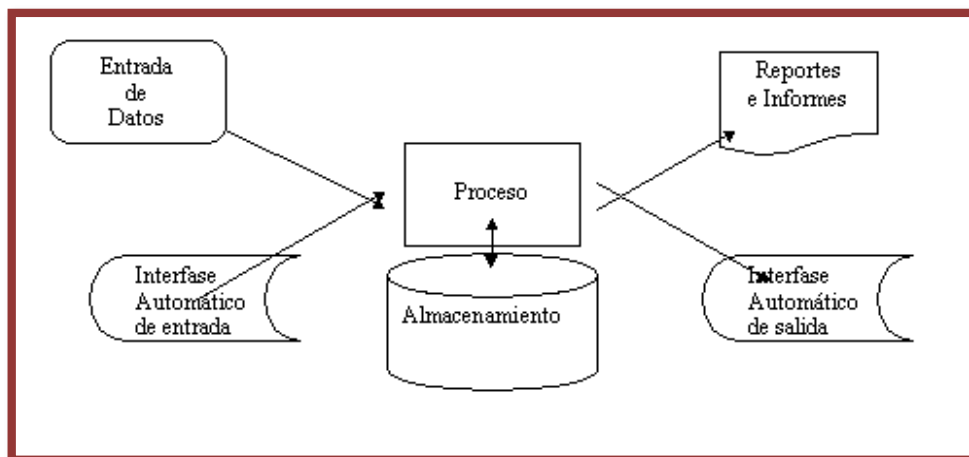 Entrada
de
Datos
Reportes
e Informes
Proceso
Interfase
Automático
de entrada
Almacenamiento
Interfase
Automático
de salida